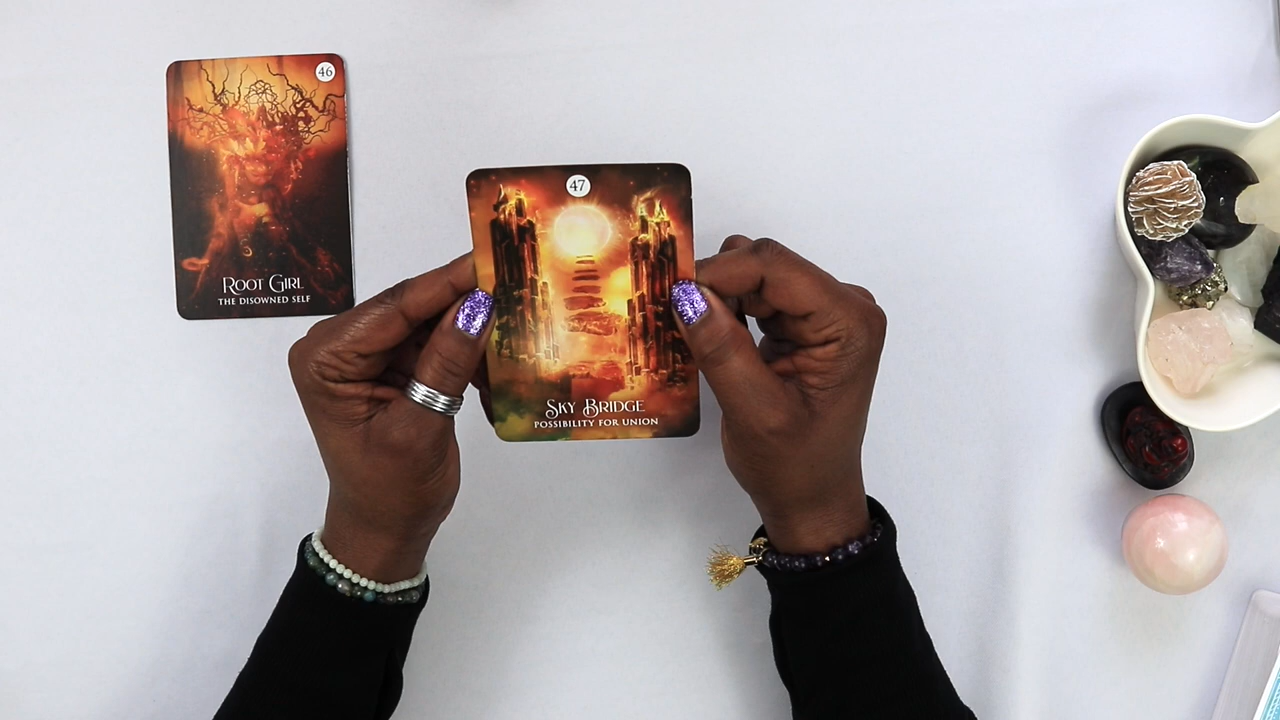 46
ROOT GIRL
THE DISOWNED SELF
47
SKY BRIDGE
POSSIBILITY FOR UNION